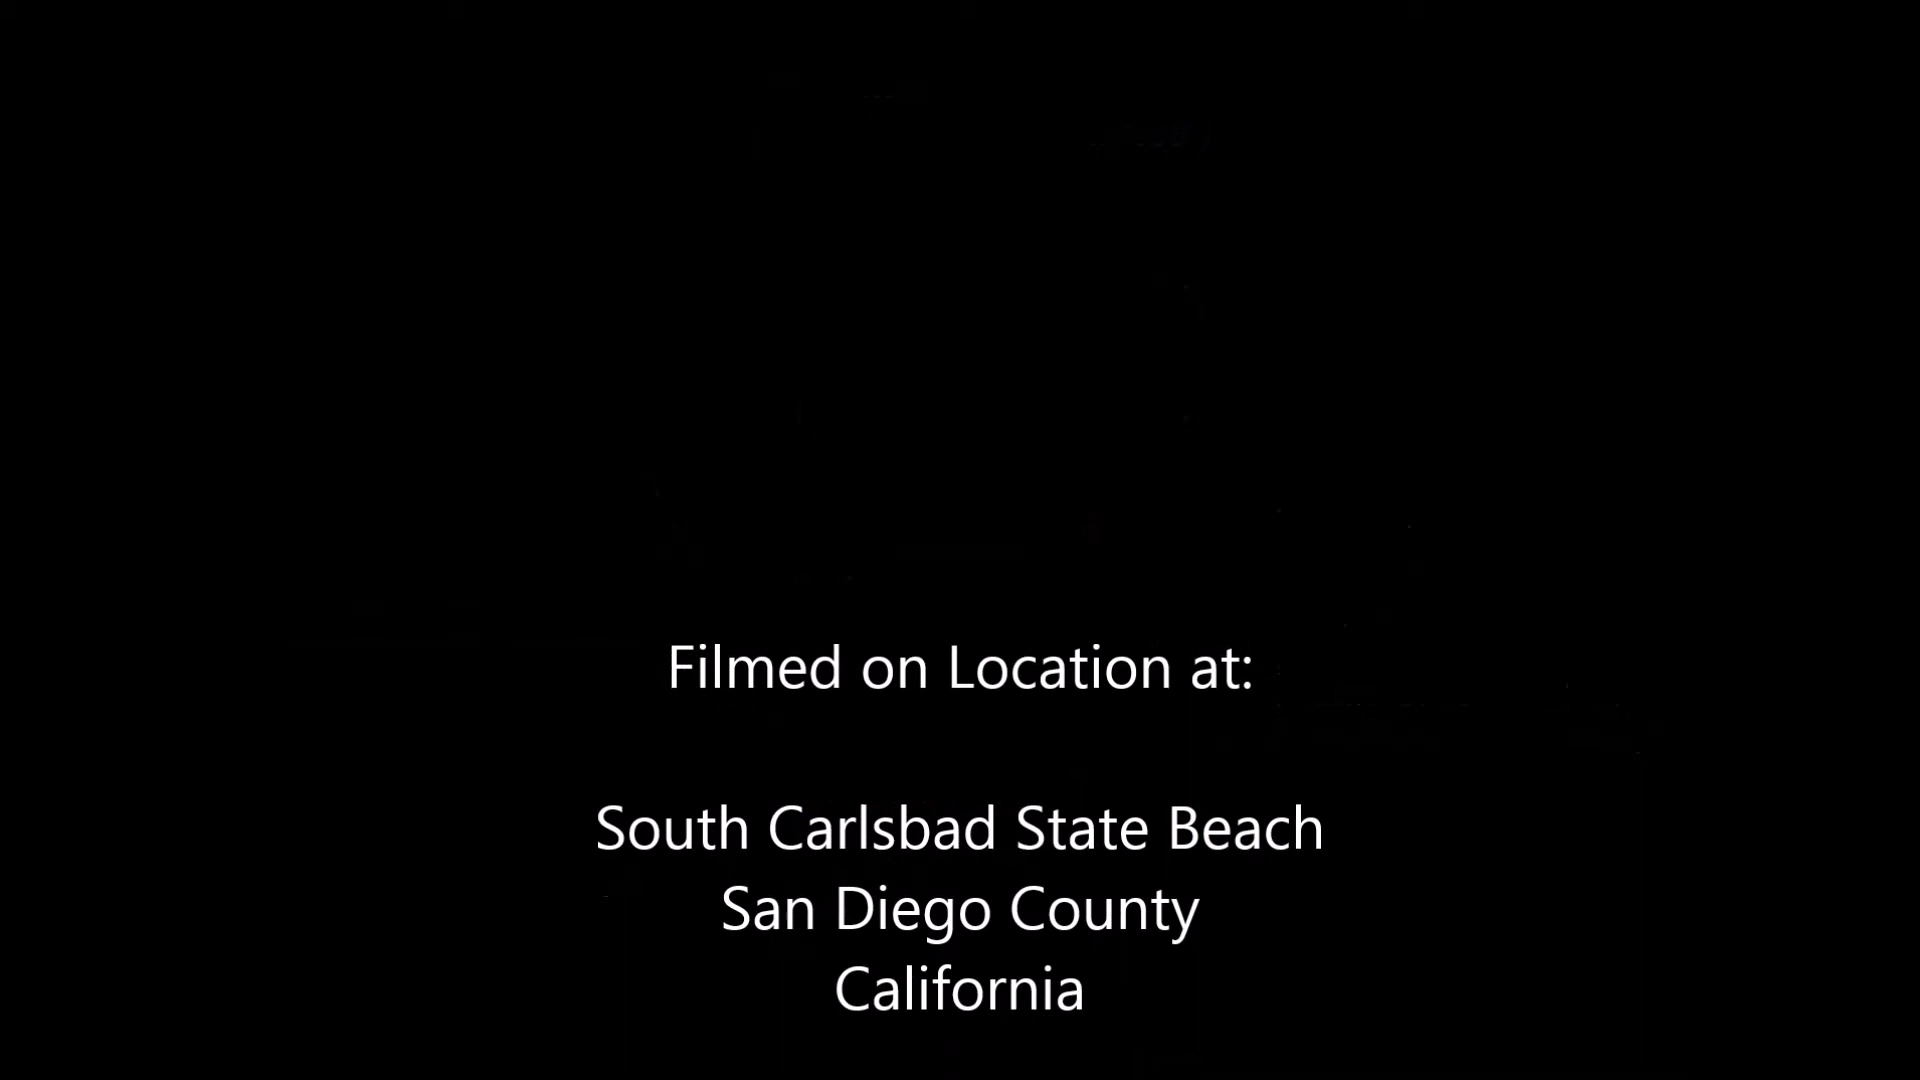 Filmed on Location at:
South Carlsbad State Beach
San Diego County
California